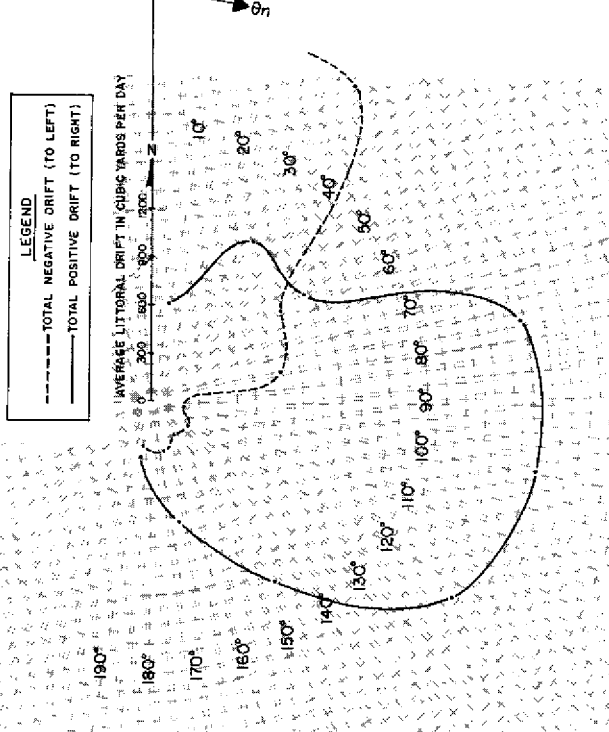 θn
LEGEND
TOTAL NEGATIVE DRIFT (TO LEFT)
TOTAL POSITIVE DRIFT (TO RIGHT)
AVERAGE LITTORAL DRIFT IN CUBIC YARDS PER DAY
N
0 300 600 900 1200
10°
20°
30°
40°
50°
60°
70°
80°
90°
100°
110°
120°
130°
140°
150°
160°
170°
180°
190°